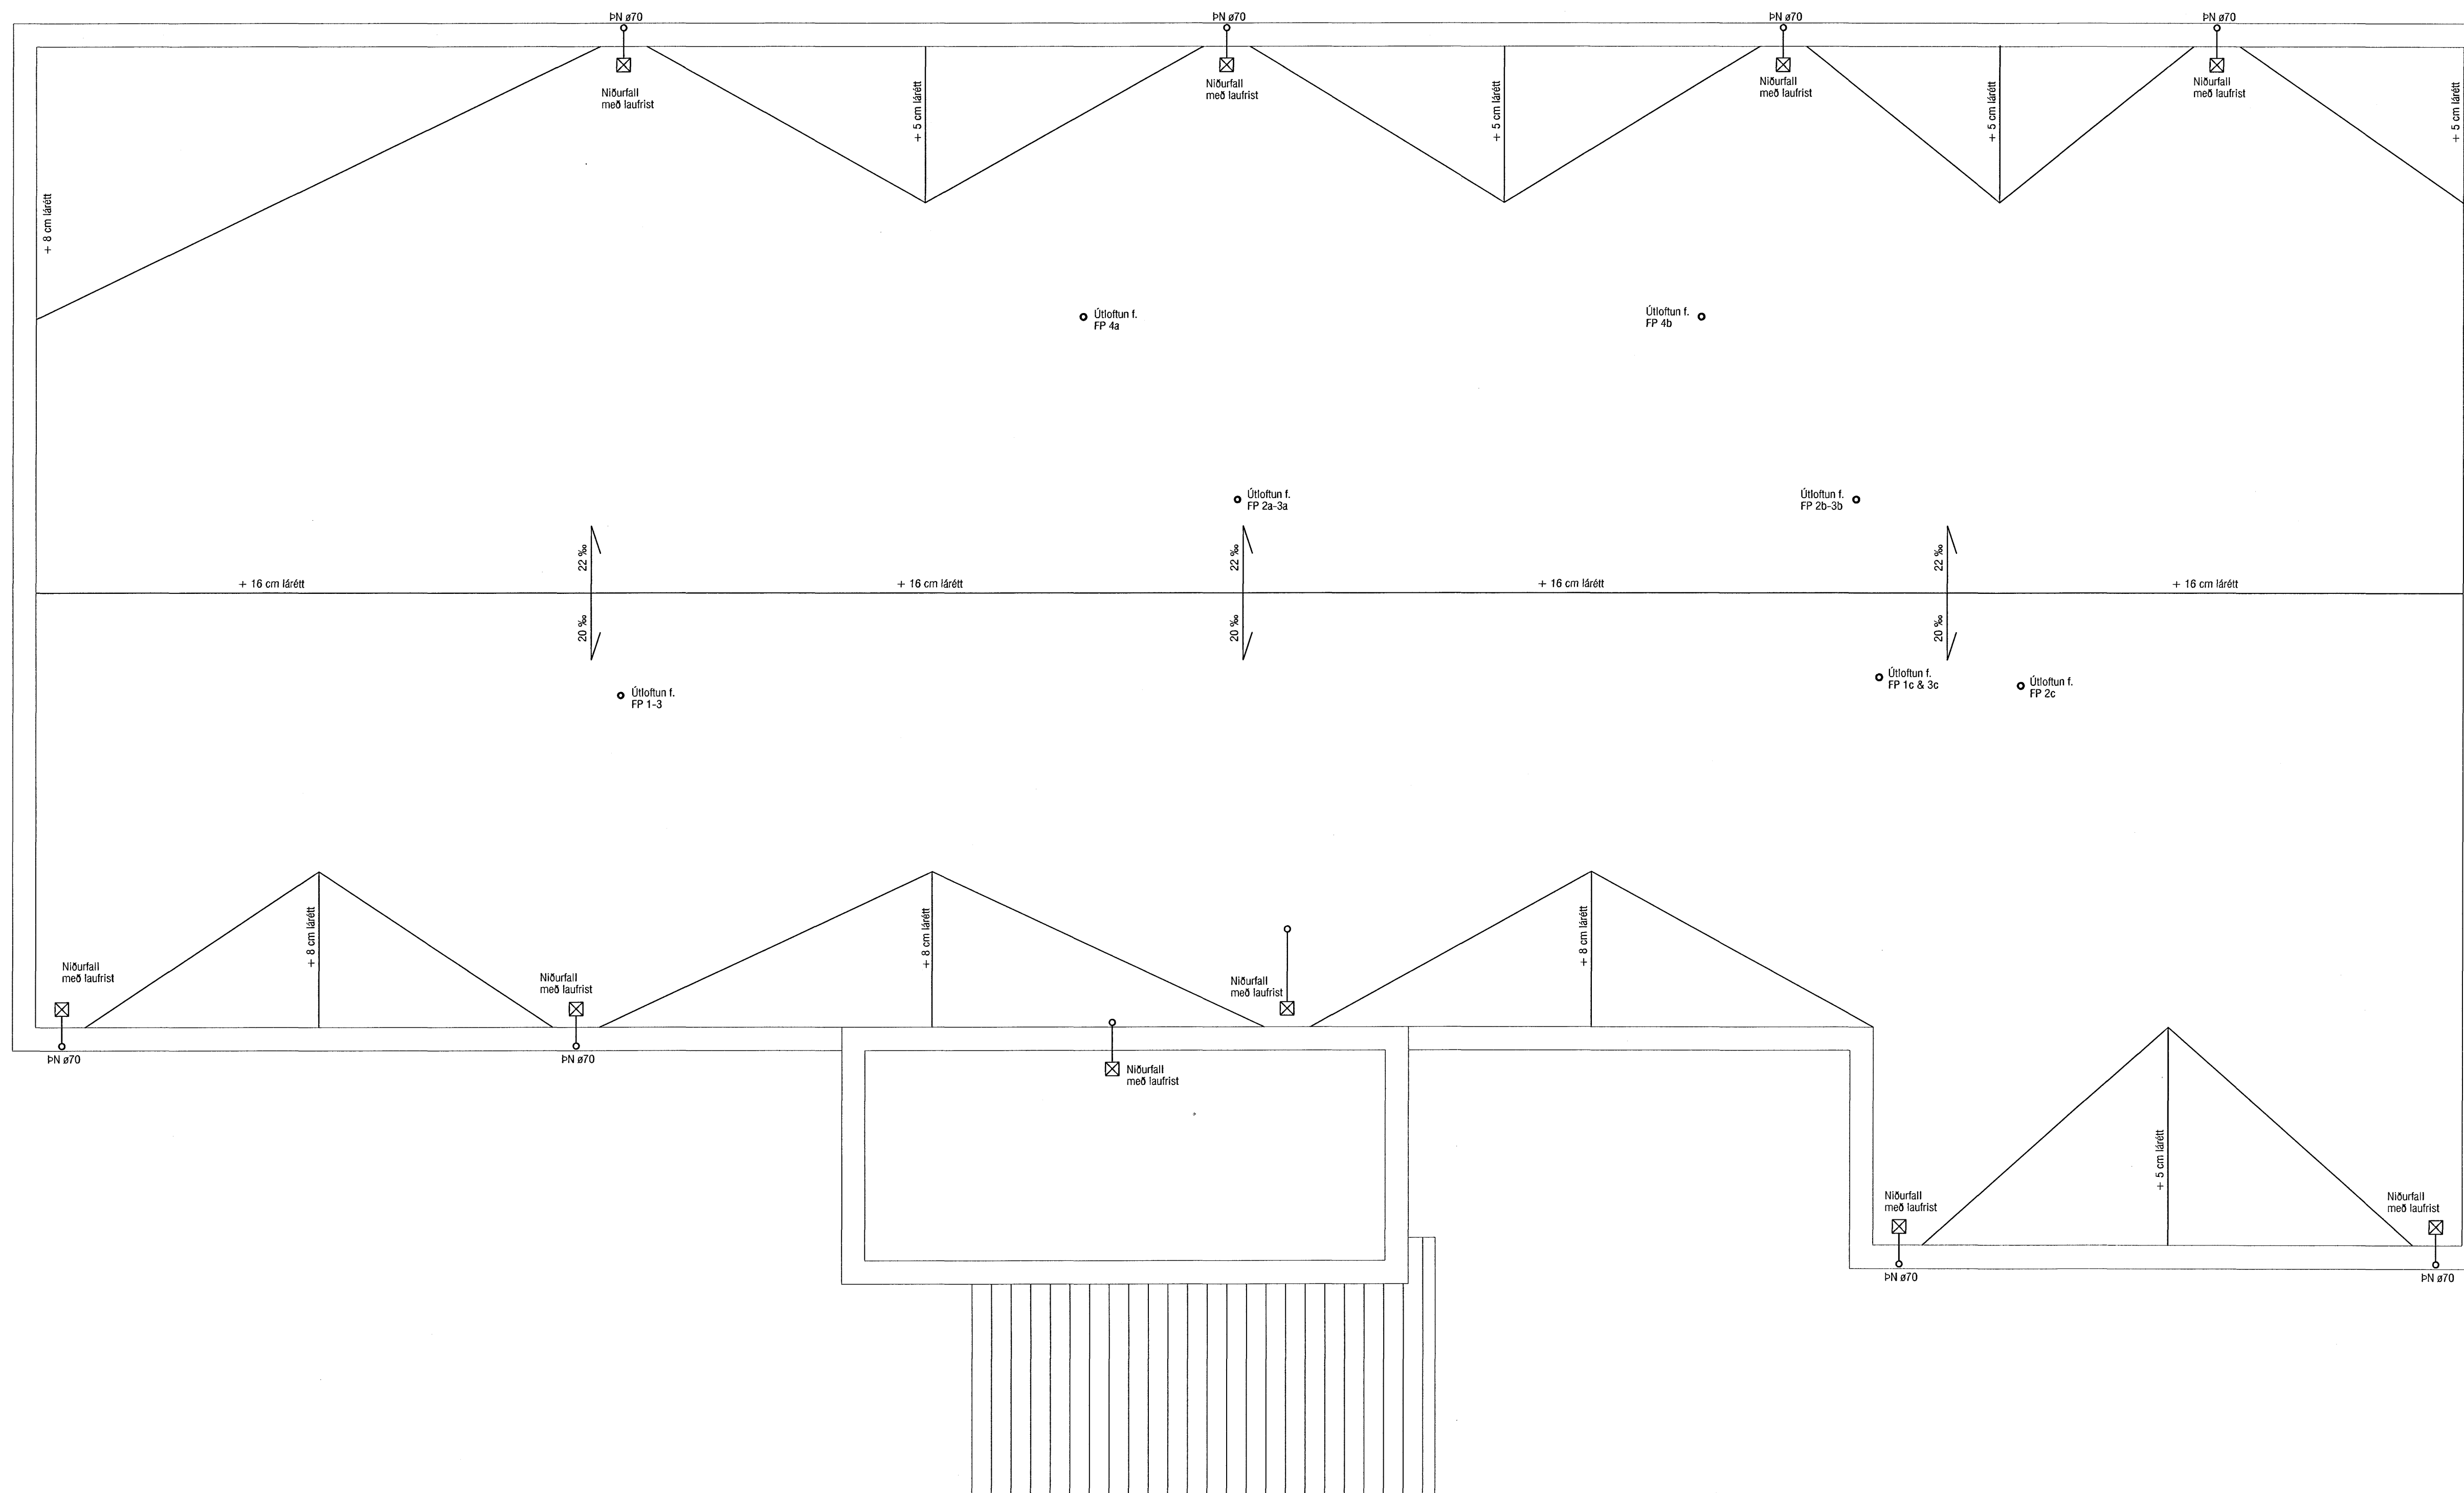 ÞN ø70
ÞN ø70
ÞN ø70
ÞN ø70
Niðurfall
með laufrist
Niðurfall
með laufrist
Niðurfall
með laufrist
Niðurfall
með laufrist
+ 8 cm lárétt
+ 5 cm lárétt
+ 5 cm lárétt
+ 5 cm lárétt
+ 5 cm lárétt
Útloftun f.
FP 4a
Útloftun f.
FP 4b
Útloftun f.
FP 2a-3a
Útloftun f.
FP 2b-3b
22 ‰
22 ‰
22 ‰
+ 16 cm lárétt
+ 16 cm lárétt
+ 16 cm lárétt
+ 16 cm lárétt
20 ‰
20 ‰
20 ‰
Útloftun f.
FP 1-3
Útloftun f.
FP 1c & 3c
Útloftun f.
FP 2c
+ 8 cm lárétt
+ 8 cm lárétt
+ 8 cm lárétt
Niðurfall
með laufrist
Niðurfall
með laufrist
Niðurfall
með laufrist
ÞN ø70
ÞN ø70
Niðurfall
með laufrist
+ 5 cm lárétt
Niðurfall
með laufrist
Niðurfall
með laufrist
ÞN ø70
ÞN ø70